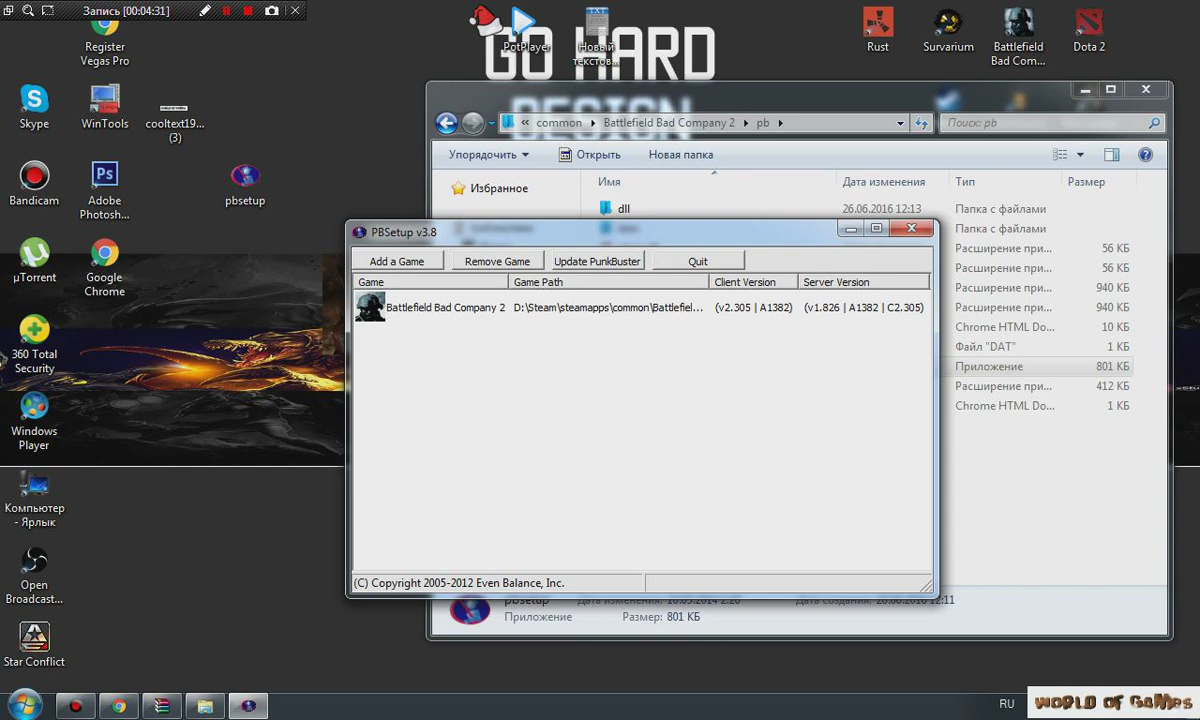 Запись [00:04:31]
Register
Vegas Pro
Skype
WinTools
cooltext19...
(3)
Bandicam
Ps
Adobe
Photosh...
pbsetup
µTorrent
Google
Chrome
360 Total
Security
Windows
Player
Компьютер
- Ярлык
Open
Broadcast...
Star Conflict
GO HARD
DESIGN
PotPlayer
TXT
Новый
текстов...
Rust
Survarium
Battlefield
Bad Com...
Dota 2
« common Battlefield Bad Company 2 pb
Поиск: pb
Упорядочить Открыть Новая папка
Избранное
Имя Дата изменения Тип Размер
dll 26.06.2016 12:13 Папка с файлами
Папка с файлами
Расширение при... 56 КБ
Расширение при... 56 КБ
Расширение при... 940 КБ
Расширение при... 940 КБ
Chrome HTML Do... 10 КБ
Файл "DAT" 1 КБ
Приложение 801 КБ
Расширение при... 412 КБ
Chrome HTML Do... 1 КБ
PBSetup v3.8
Add a Game Remove Game Update PunkBuster Quit
Game Game Path Client Version Server Version
Battlefield Bad Company 2 D:\Steam\steamapps\common\Battlefiel... (v2.305 | A1382) (v1.826 | A1382 | C2.305)
(C) Copyright 2005-2012 Even Balance, Inc.
pbsetup Дата изменения: Дата создания:
Приложение Размер: 801 КБ
RU
WORLD OF GAMES